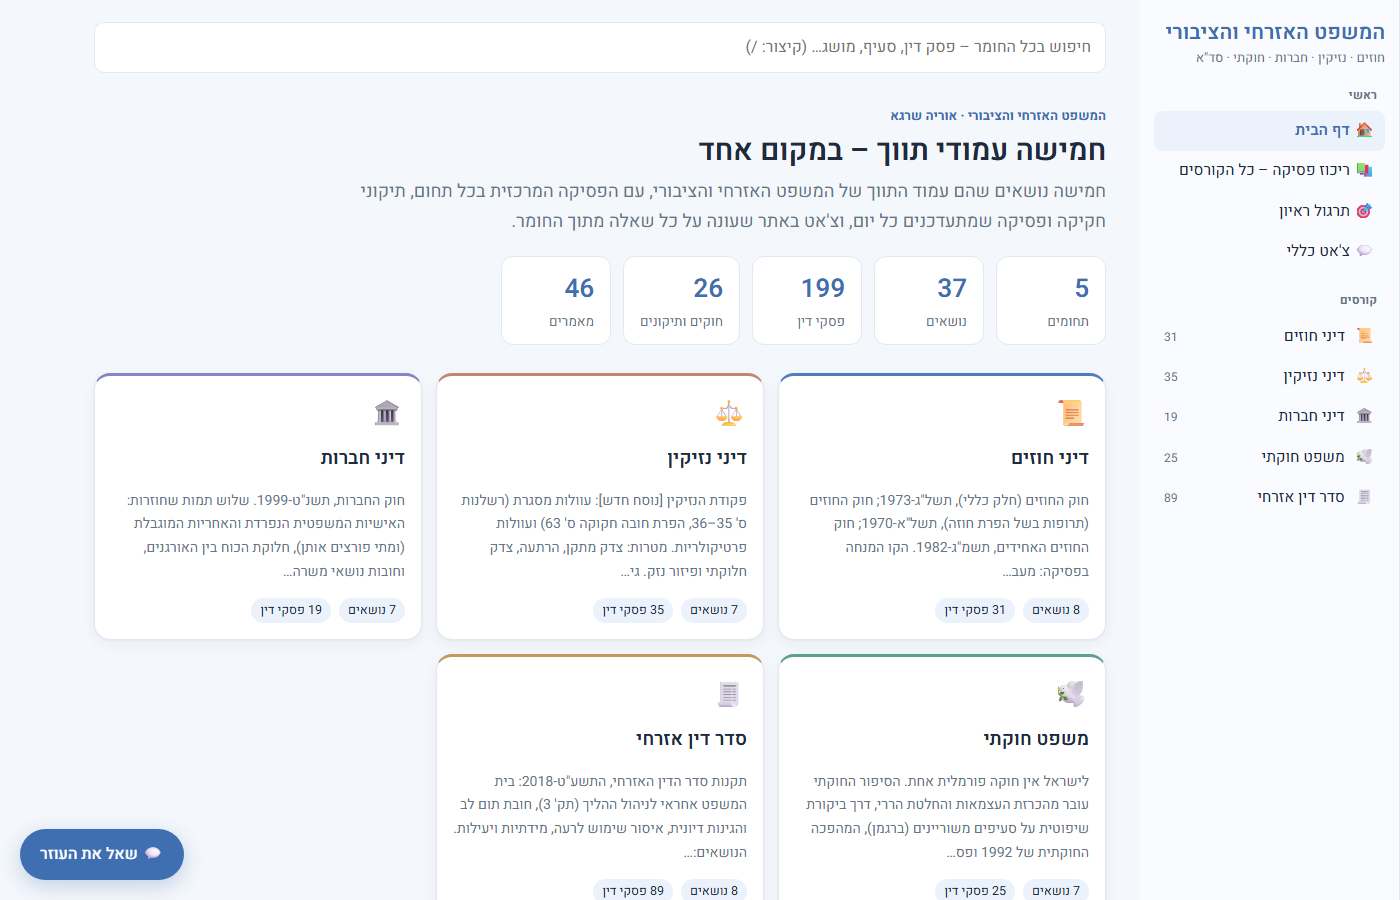 המשפט האזרחי והציבורי
חוזים · נזיקין · חברות · חוקתי · סד"א
ראשי
דף הבית
ריכוז פסיקה – כל הקורסים
תרגול ראיון
צ'אט כללי
קורסים
דיני חוזים 31
דיני נזיקין 35
דיני חברות 19
משפט חוקתי 25
סדר דין אזרחי 89
חיפוש בכל החומר – פסק דין, סעיף, מושג... (קיצור: /)
המשפט האזרחי והציבורי · אוריה שרגא
חמישה עמודי תווך – במקום אחד
חמישה נושאים שהם עמוד התווך של המשפט האזרחי והציבורי, עם הפסיקה המרכזית בכל תחום, תיקוני
חקיקה ופסיקה שמתעדכנים כל יום, וצ'אט באתר שעונה על כל שאלה מתוך החומר.
5
תחומים
37
נושאים
199
פסקי דין
26
חוקים ותיקונים
46
מאמרים
דיני חוזים
חוק החוזים (חלק כללי), תשל"ג-1973; חוק החוזים
(תרופות בשל הפרת חוזה), תשל"א-1970; חוק
החוזים האחידים, תשמ"ג-1982. הקו המנחה
בפסיקה: מעב...
8 נושאים
31 פסקי דין
דיני נזיקין
פקודת הנזיקין [נוסח חדש]: עוולות מסגרת (רשלנות
ס' 35–36, הפרת חובה חקוקה ס' 63) ועוולות
פרטיקולריות. מטרות: צדק מתקן, הרתעה, צדק
חלוקתי ופיזור נזק. גי...
7 נושאים
35 פסקי דין
דיני חברות
חוק החברות, תשנ"ט-1999. שלוש תמות שחוזרות:
האישיות המשפטית הנפרדת והאחריות המוגבלת
(ומתי פורצים אותן), חלוקת הכוח בין האורגנים,
וחובות נושאי משרה...
7 נושאים
19 פסקי דין
משפט חוקתי
לישראל אין חוקה פורמלית אחת. הסיפור החוקתי
עובר מהכרזת העצמאות והחלטת הררי, דרך ביקורת
שיפוטית על סעיפים משוריינים (ברגמן), המהפכה
החוקתית של 1992 ופס...
7 נושאים
25 פסקי דין
סדר דין אזרחי
תקנות סדר הדין האזרחי, התשע"ט-2018: בית
המשפט אחראי לניהול ההליך (תק' 3), חובת תום לב
והגינות דיונית, איסור שימוש לרעה, מידתיות ויעילות.
הנושאים:...
8 נושאים
89 פסקי דין
שאל את העוזר